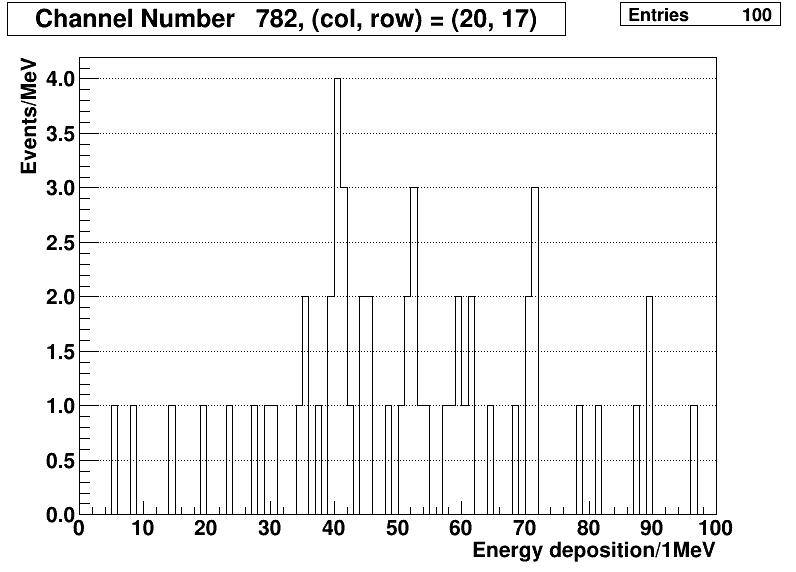 Channel Number 782, (col, row) = (20, 17)
Entries 100
Events/MeV
4.0
3.5
3.0
2.5
2.0
1.5
1.0
0.5
0.0
0 10 20 30 40 50 60 70 80 90 100
Energy deposition/1MeV